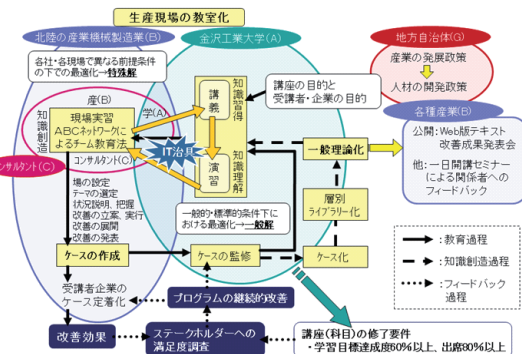 生産現場の教室化
北陸の産業機械製造業(B)
金沢工業大学(A)
地方自治体(G)
産業の発展政策
人材の開発政策
各社・各現場で異なる前提条件
の下での最適化→特殊解
産(B)
学(A)
知識創造
現場実習
ABCネットワークに
よるチーム教育法
コンサルタント(C)
コンサルタント(C)
IT治具
講義
演習
知識習得
知識理解
講座の目的と
受講者・企業の目的
各種産業(B)
公開:Web版テキスト
改善成果発表会
他:一日開講セミナー
による関係者への
フィードバック
一般理論化
層別
ライブラリー化
場の設定
テーマの選定
状況説明、把握
改善の立案、実行
改善の展開
改善の発表
一般的・標準的条件下に
おける最適化→一般解
ケースの作成
ケースの監修
ケース化
受講者企業の
ケース定着化
プログラムの継続的改善
改善効果
ステークホルダーへの
満足度調査
講座(科目)の修了要件
・学習目標達成度60%以上、出席80%以上
:教育過程
:知識創造過程
:フィードバック
過程